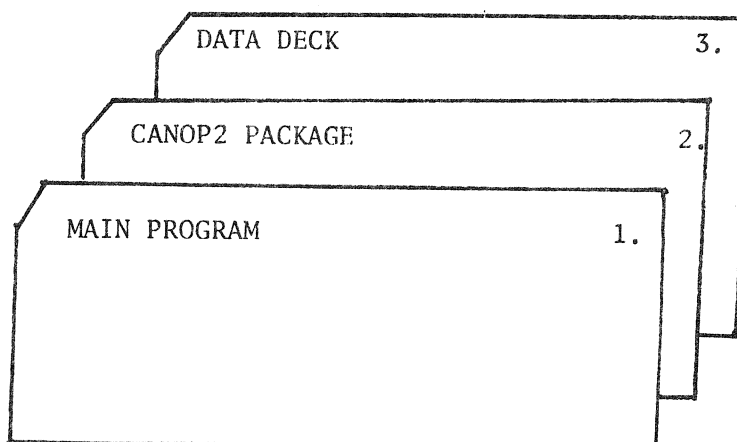 DATA DECK 3.
CANOP2 PACKAGE 2.
MAIN PROGRAM 1.